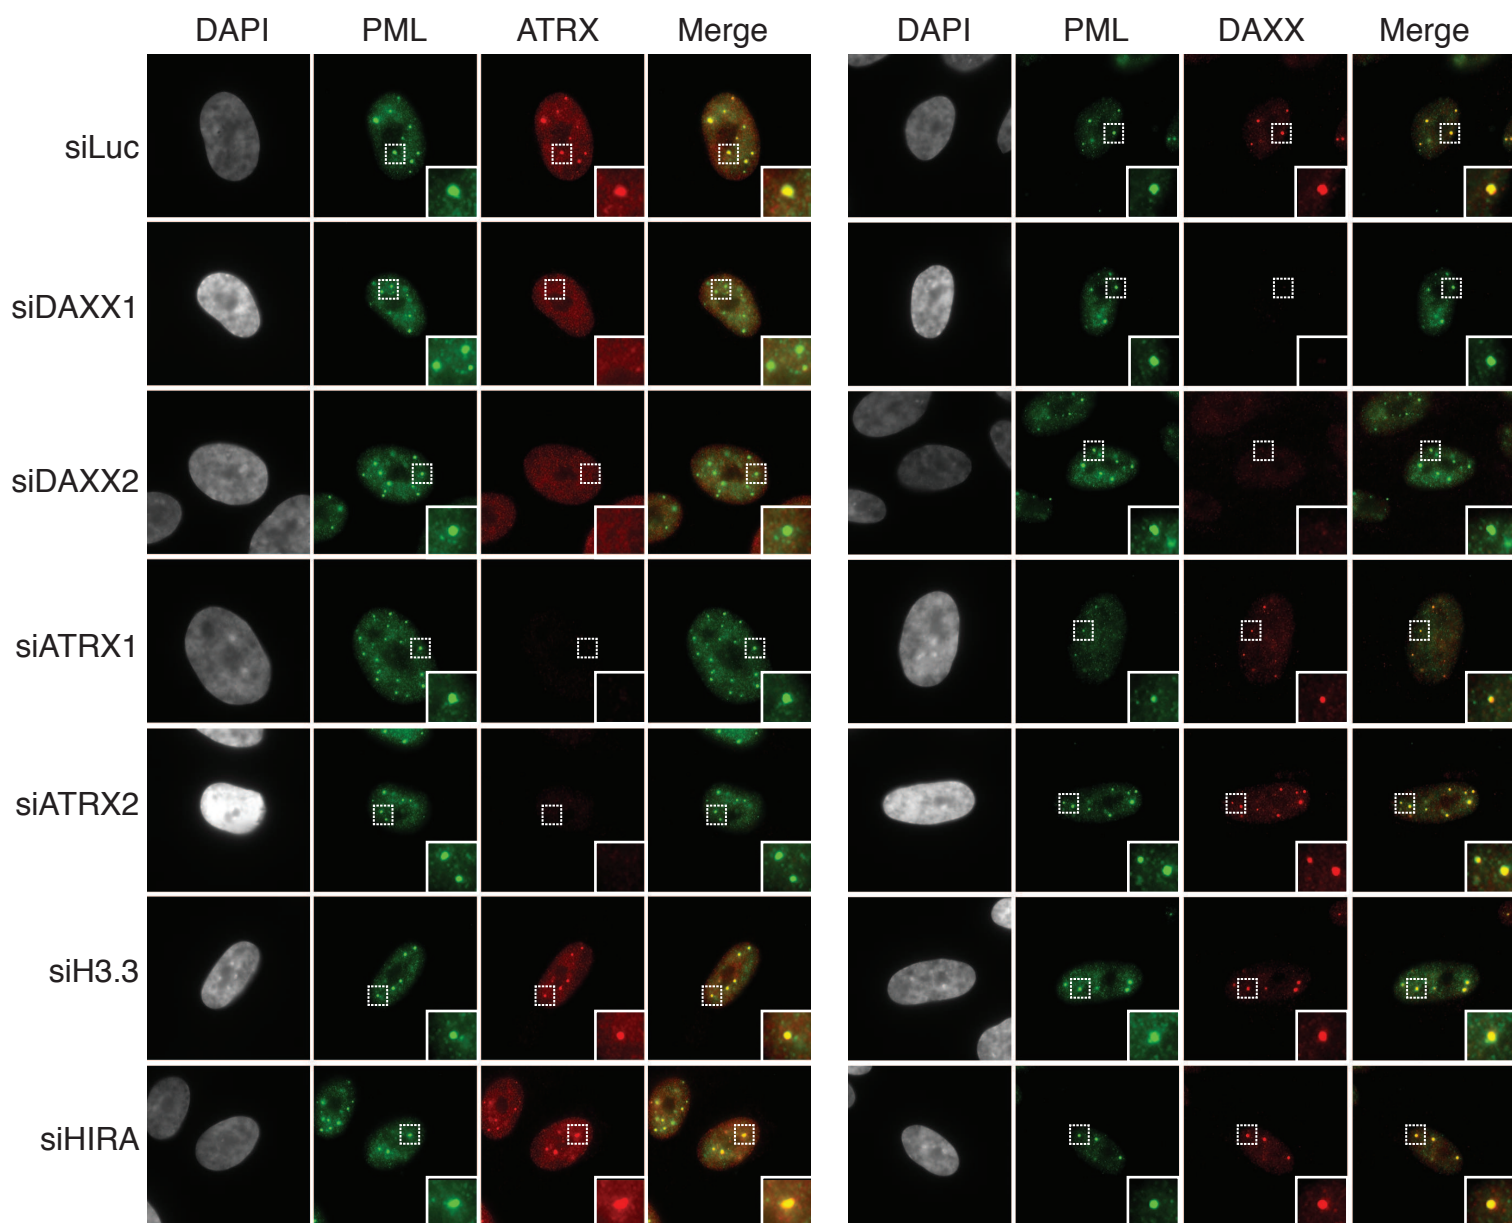 DAPI PML ATRX Merge DAPI PML DAXX Merge
siLuc
siDAXX1
siDAXX2
siATRX1
siATRX2
siH3.3
siHIRA